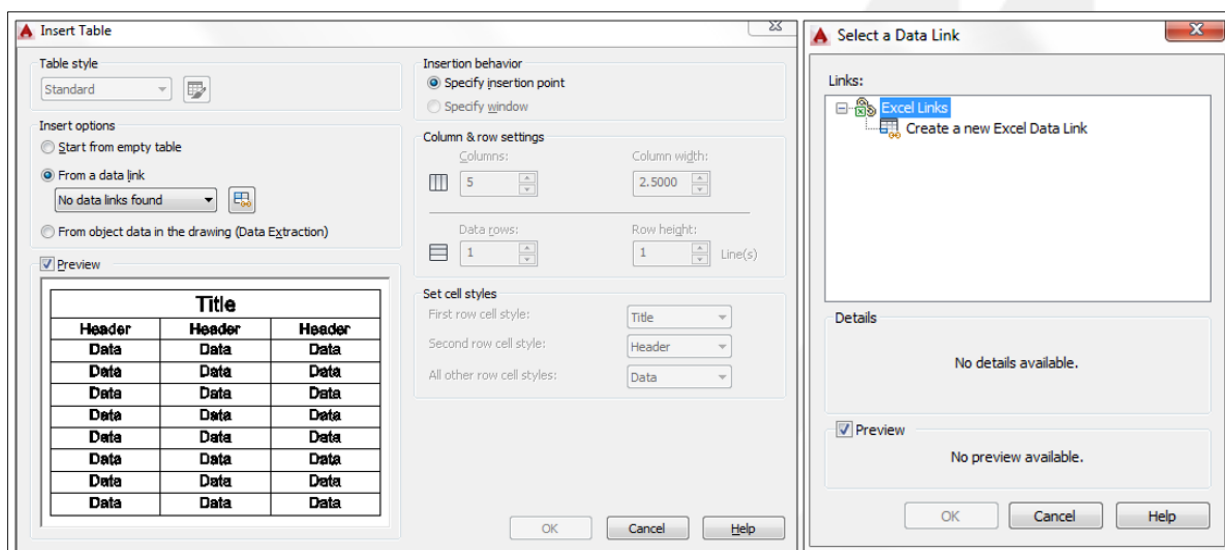 Insert Table
Table style
Standard
Insert options
Start from empty table
From a data link
No data links found
From object data in the drawing (Data Extraction)
Preview
Title
Header Header Header
Data Data Data
Data Data Data
Data Data Data
Data Data Data
Data Data Data
Data Data Data
Data Data Data
Data Data Data
Insertion behavior
Specify insertion point
Specify window
Column & row settings
Columns: Column width:
5 2.5000
Data rows: Row height:
1 1 Line(s)
Set cell styles
First row cell style: Title
Second row cell style: Header
All other row cell styles: Data
OK Cancel Help
Select a Data Link
Links:
Excel Links
Create a new Excel Data Link
Details
No details available.
Preview
No preview available.
OK Cancel Help